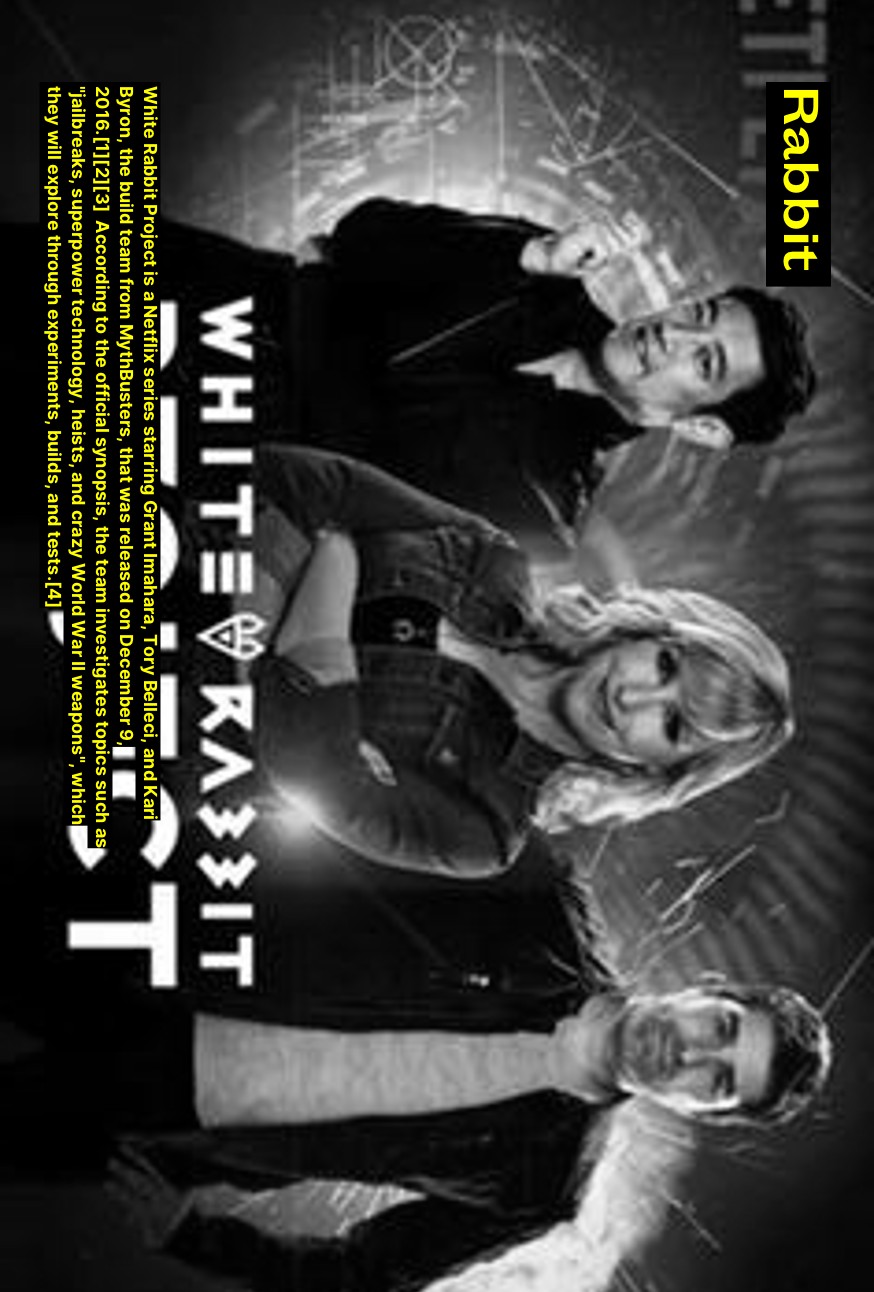 Rabbit
WHITE RABBIT
White Rabbit Project is a Netflix series starring Grant Imahara, Tory Belleci, and Kari
Byron, the build team from MythBusters, that was released on December 9,
2016.[1][2][3] According to the official synopsis, the team investigates topics such as
"jailbreaks, superpower technology, heists, and crazy World War II weapons", which
they will explore through experiments, builds, and tests.[4]